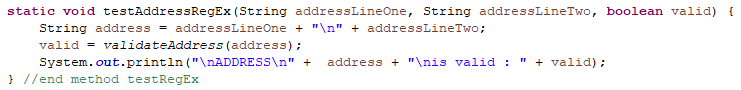 static void testAddressRegEx(String addressLineOne, String addressLineTwo, boolean valid) {
    String address = addressLineOne + "\n" + addressLineTwo;
    valid = validateAddress(address);
    System.out.println("\nADDRESS\n" +  address + "\nis valid : " + valid);
} //end method testRegEx